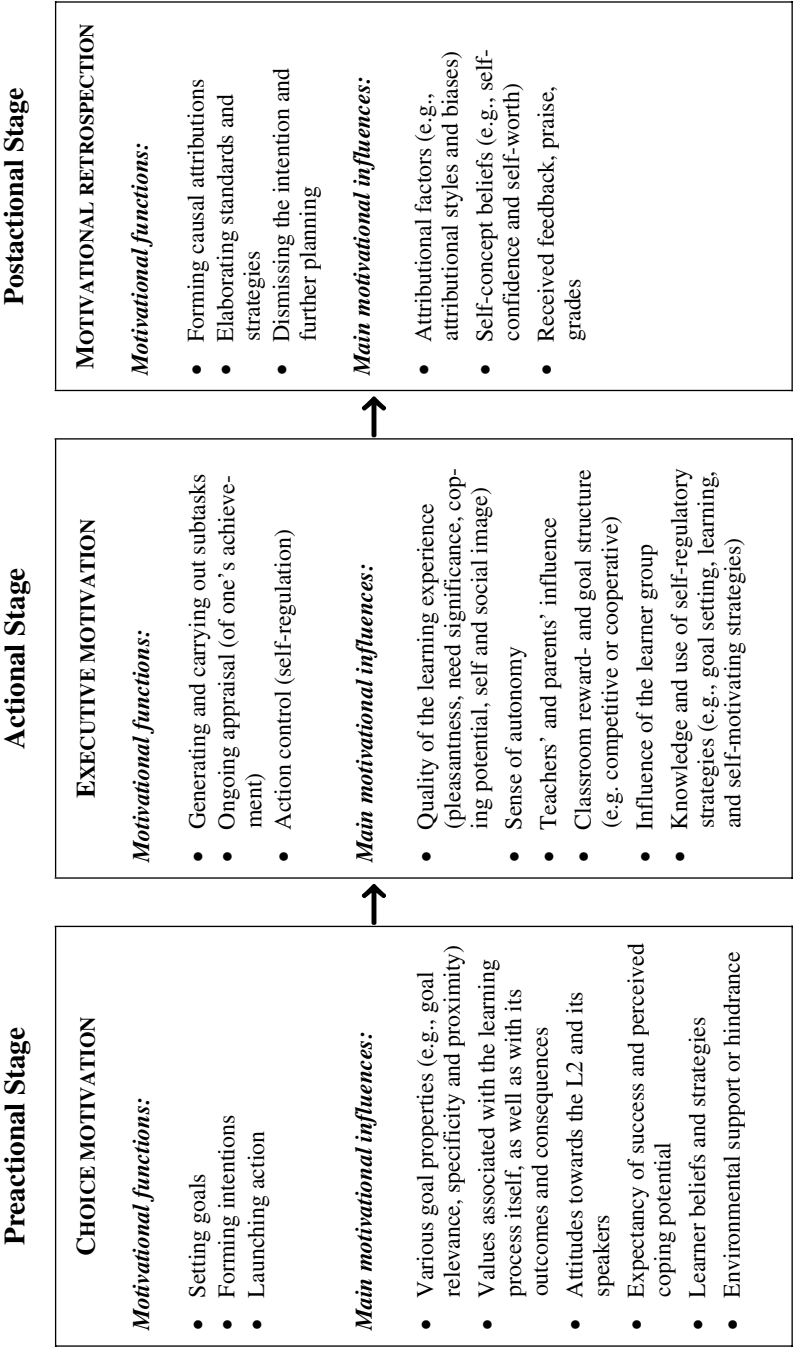 Preactional Stage
CHOICE MOTIVATION
Motivational functions:
• Setting goals
• Forming intentions
• Launching action
Main motivational influences:
• Various goal properties (e.g., goal
relevance, specificity and proximity)
• Values associated with the learning
process itself, as well as with its
outcomes and consequences
• Attitudes towards the L2 and its
speakers
• Expectancy of success and perceived
coping potential
• Learner beliefs and strategies
• Environmental support or hindrance
Actional Stage
EXECUTIVE MOTIVATION
Motivational functions:
• Generating and carrying out subtasks
• Ongoing appraisal (of one's achieve-
ment)
• Action control (self-regulation)
Main motivational influences:
• Quality of the learning experience
(pleasantness, need significance, cop-
ing potential, self and social image)
• Sense of autonomy
• Teachers' and parents' influence
• Classroom reward- and goal structure
(e.g. competitive or cooperative)
• Influence of the learner group
• Knowledge and use of self-regulatory
strategies (e.g., goal setting, learning,
and self-motivating strategies)
Postactional Stage
MOTIVATIONAL RETROSPECTION
Motivational functions:
• Forming causal attributions
• Elaborating standards and
strategies
• Dismissing the intention and
further planning
Main motivational influences:
• Attributional factors (e.g.,
attributional styles and biases)
• Self-concept beliefs (e.g., self-
confidence and self-worth)
• Received feedback, praise,
grades